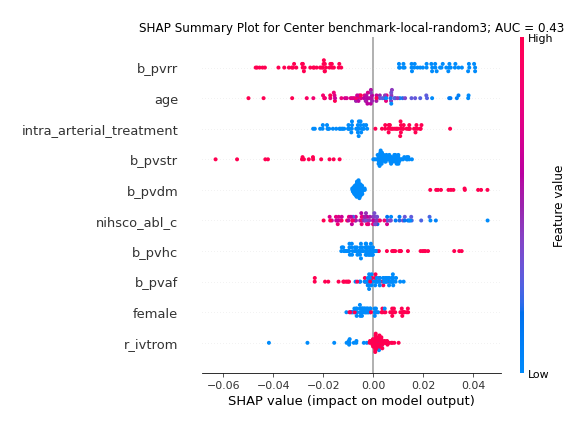 SHAP Summary Plot for Center benchmark-local-random3; AUC = 0.43
High
b_pvrr
age
intra_arterial_treatment
b_pvstr
b_pvdm
nihsco_abl_c
b_pvhc
b_pvaf
female
r_ivtrom
Feature value
Low
−0.06 −0.04 −0.02 0.00 0.02 0.04
SHAP value (impact on model output)